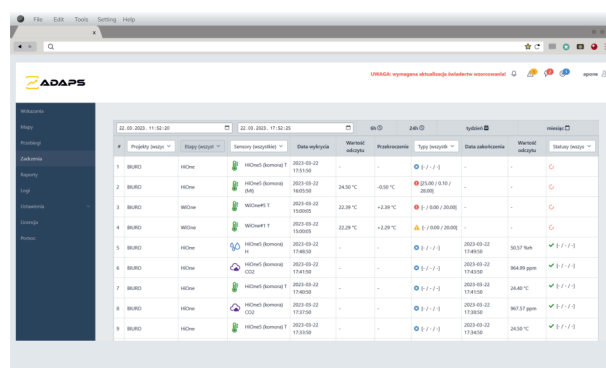 File Edit Tools Setting Help
x
Q
ADAPS
UWAGA: wymagana aktualizacja świadectw wzorcowania!
apone
Wskazania
Mapy
Przebiegi
Zdarzenia
Raporty
Logi
Ustawienia
Licencja
Pomoc
22.03.2023, 11:52:20 22.03.2023, 17:52:25 6h 24h tydzień miesiąc
# Projekty (wszys Etapy (wszyst Sensory (wszystkie) Data wykrycia Wartość odczytu Przekroczenie Typy (wszystk Data zakończenia Wartość odczytu Statusy (wszys
1 BIURO HiOne HiOne5 (komora) T 2023-03-22 17:51:50 - - [- / - / -] - -
2 BIURO HiOne HiOne5 (komora) (MI) 2023-03-22 16:05:50 24.50 °C -0.50 °C [25.00 / 0.10 / 26.00] - -
3 BIURO WiOne WiOne#5 T 2023-03-22 15:00:05 22.39 °C +2.39 °C [- / 0.00 / 20.00] - -
4 BIURO WiOne WiOne#1 T 2023-03-22 15:00:05 22.29 °C +2.29 °C [- / 0.00 / 20.00] - -
5 BIURO HiOne HiOne5 (komora) H 2023-03-22 17:46:50 - - [- / - / -] 2023-03-22 17:49:50 50.57 %rh [- / - / -]
6 BIURO HiOne HiOne5 (komora) CO2 2023-03-22 17:41:50 - - [- / - / -] 2023-03-22 17:43:50 964.99 ppm [- / - / -]
7 BIURO HiOne HiOne5 (komora) T 2023-03-22 17:40:50 - - [- / - / -] 2023-03-22 17:41:50 24.40 °C [- / - / -]
8 BIURO HiOne HiOne5 (komora) CO2 2023-03-22 17:37:50 - - [- / - / -] 2023-03-22 17:38:50 967.57 ppm [- / - / -]
9 BIURO HiOne HiOne5 (komora) T 2023-03-22 17:33:50 - - [- / - / -] 2023-03-22 17:34:50 24.50 °C [- / - / -]